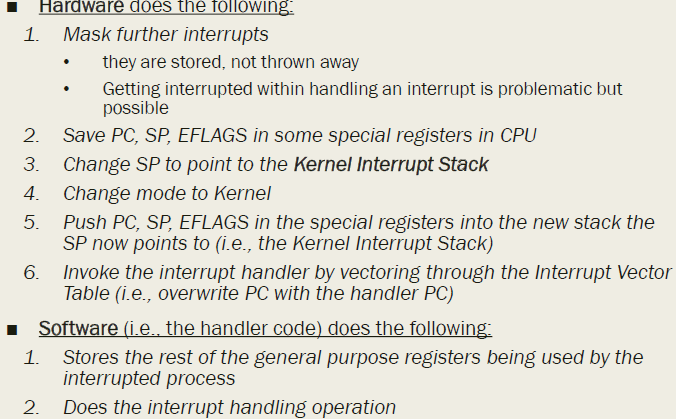 ■ Hardware does the following:
1. Mask further interrupts
• they are stored, not thrown away
• Getting interrupted within handling an interrupt is problematic but
possible
2. Save PC, SP, EFLAGS in some special registers in CPU
3. Change SP to point to the Kernel Interrupt Stack
4. Change mode to Kernel
5. Push PC, SP, EFLAGS in the special registers into the new stack the
SP now points to (i.e., the Kernel Interrupt Stack)
6. Invoke the interrupt handler by vectoring through the Interrupt Vector
Table (i.e., overwrite PC with the handler PC)
■ Software (i.e., the handler code) does the following:
1. Stores the rest of the general purpose registers being used by the
interrupted process
2. Does the interrupt handling operation